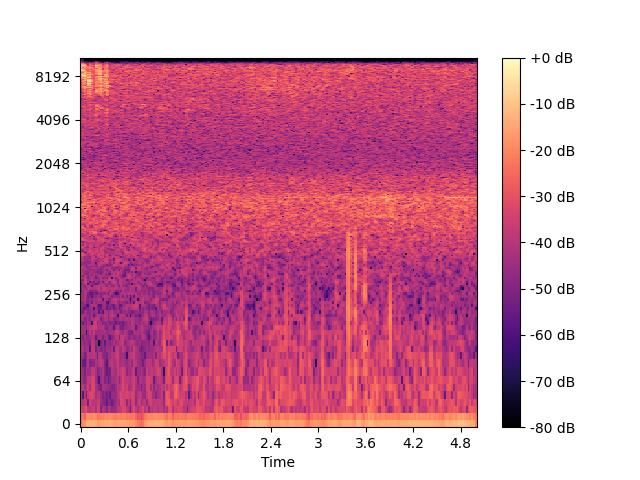 8192
4096
2048
1024
512
256
128
64
0
Hz
0 0.6 1.2 1.8 2.4 3 3.6 4.2 4.8
Time
+0 dB
-10 dB
-20 dB
-30 dB
-40 dB
-50 dB
-60 dB
-70 dB
-80 dB